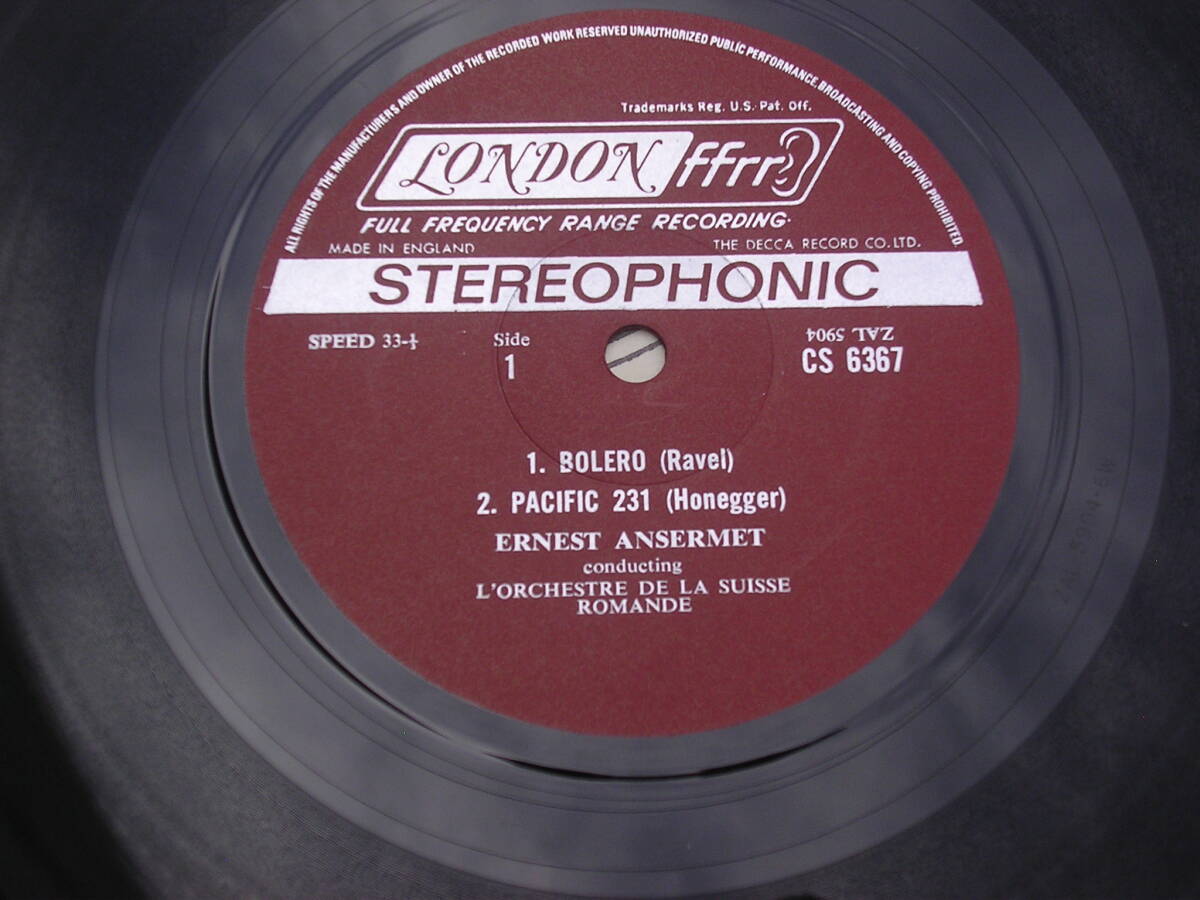 ALL RIGHTS OF THE MANUFACTURERS AND OWNER OF THE RECORDED WORK RESERVED UNAUTHORIZED PUBLIC PERFORMANCE, BROADCASTING AND COPYING PROHIBITED
Trademarks Reg. U.S. Pat. Off.
LONDON ffrr
FULL FREQUENCY RANGE RECORDING
MADE IN ENGLAND THE DECCA RECORD CO. LTD.
STEREOPHONIC
SPEED 33-⅓ Side ZAL 5904
1 CS 6367
1. BOLERO (Ravel)
2. PACIFIC 231 (Honegger)
ERNEST ANSERMET
conducting
L'ORCHESTRE DE LA SUISSE
ROMANDE